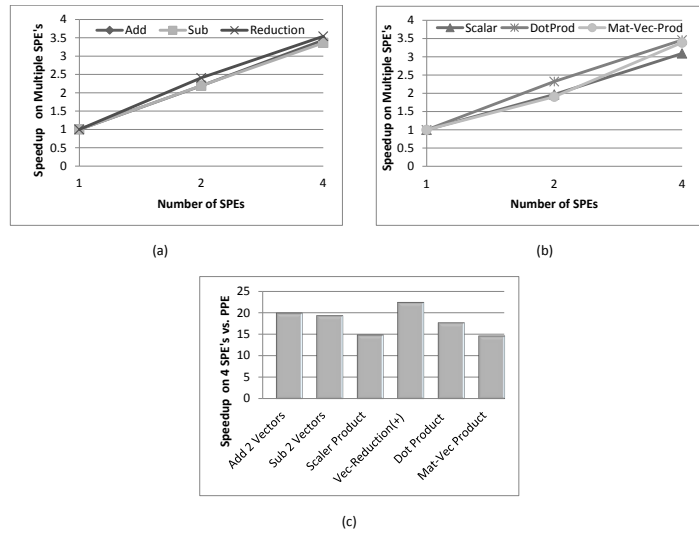 Add Sub Reduction
Speedup on Multiple SPE's
4
3.5
3
2.5
2
1.5
1
0.5
0
1 2 4
Number of SPEs
(a)
Scalar DotProd Mat-Vec-Prod
Speedup on Multiple SPE's
4
3.5
3
2.5
2
1.5
1
0.5
0
1 2 4
Number of SPEs
(b)
Speedup on 4 SPE's vs. PPE
25
20
15
10
5
0
Add 2 Vectors
Sub 2 Vectors
Scaler Product
Vec-Reduction(+)
Dot Product
Mat-Vec Product
(c)